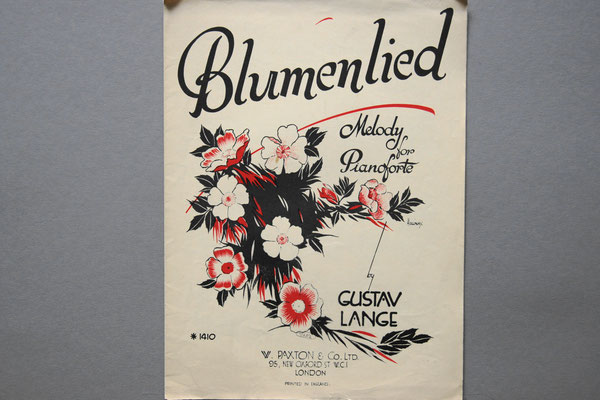 Blumenlied
Melody
for
Pianoforte
by
GUSTAV
LANGE
* 1410
W. PAXTON & Co. LTD.
95, NEW OXFORD ST. W.C.1
LONDON
PRINTED IN ENGLAND.